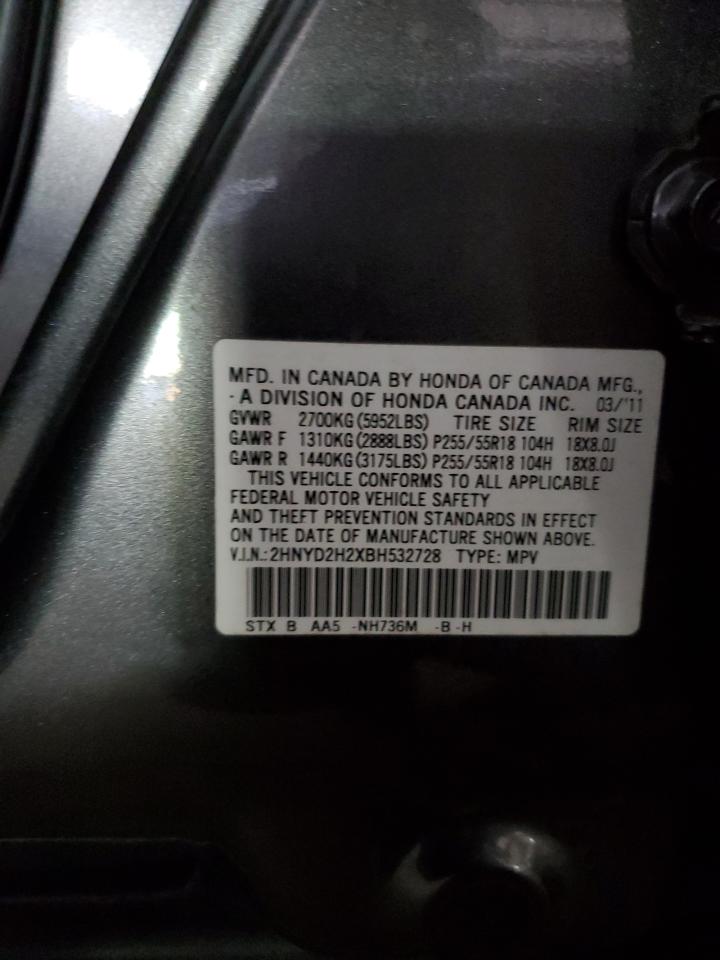 MFD. IN CANADA BY HONDA OF CANADA MFG.,
- A DIVISION OF HONDA CANADA INC. 03/'11
GVWR 2700KG (5952LBS) TIRE SIZE RIM SIZE
GAWR F 1310KG (2888LBS) P255/55R18 104H 18X8.0J
GAWR R 1440KG (3175LBS) P255/55R18 104H 18X8.0J
THIS VEHICLE CONFORMS TO ALL APPLICABLE
FEDERAL MOTOR VEHICLE SAFETY
AND THEFT PREVENTION STANDARDS IN EFFECT
ON THE DATE OF MANUFACTURE SHOWN ABOVE.
V.I.N.: 2HNYD2H2XBH532728 TYPE: MPV
STX B AA5 -NH736M -B -H